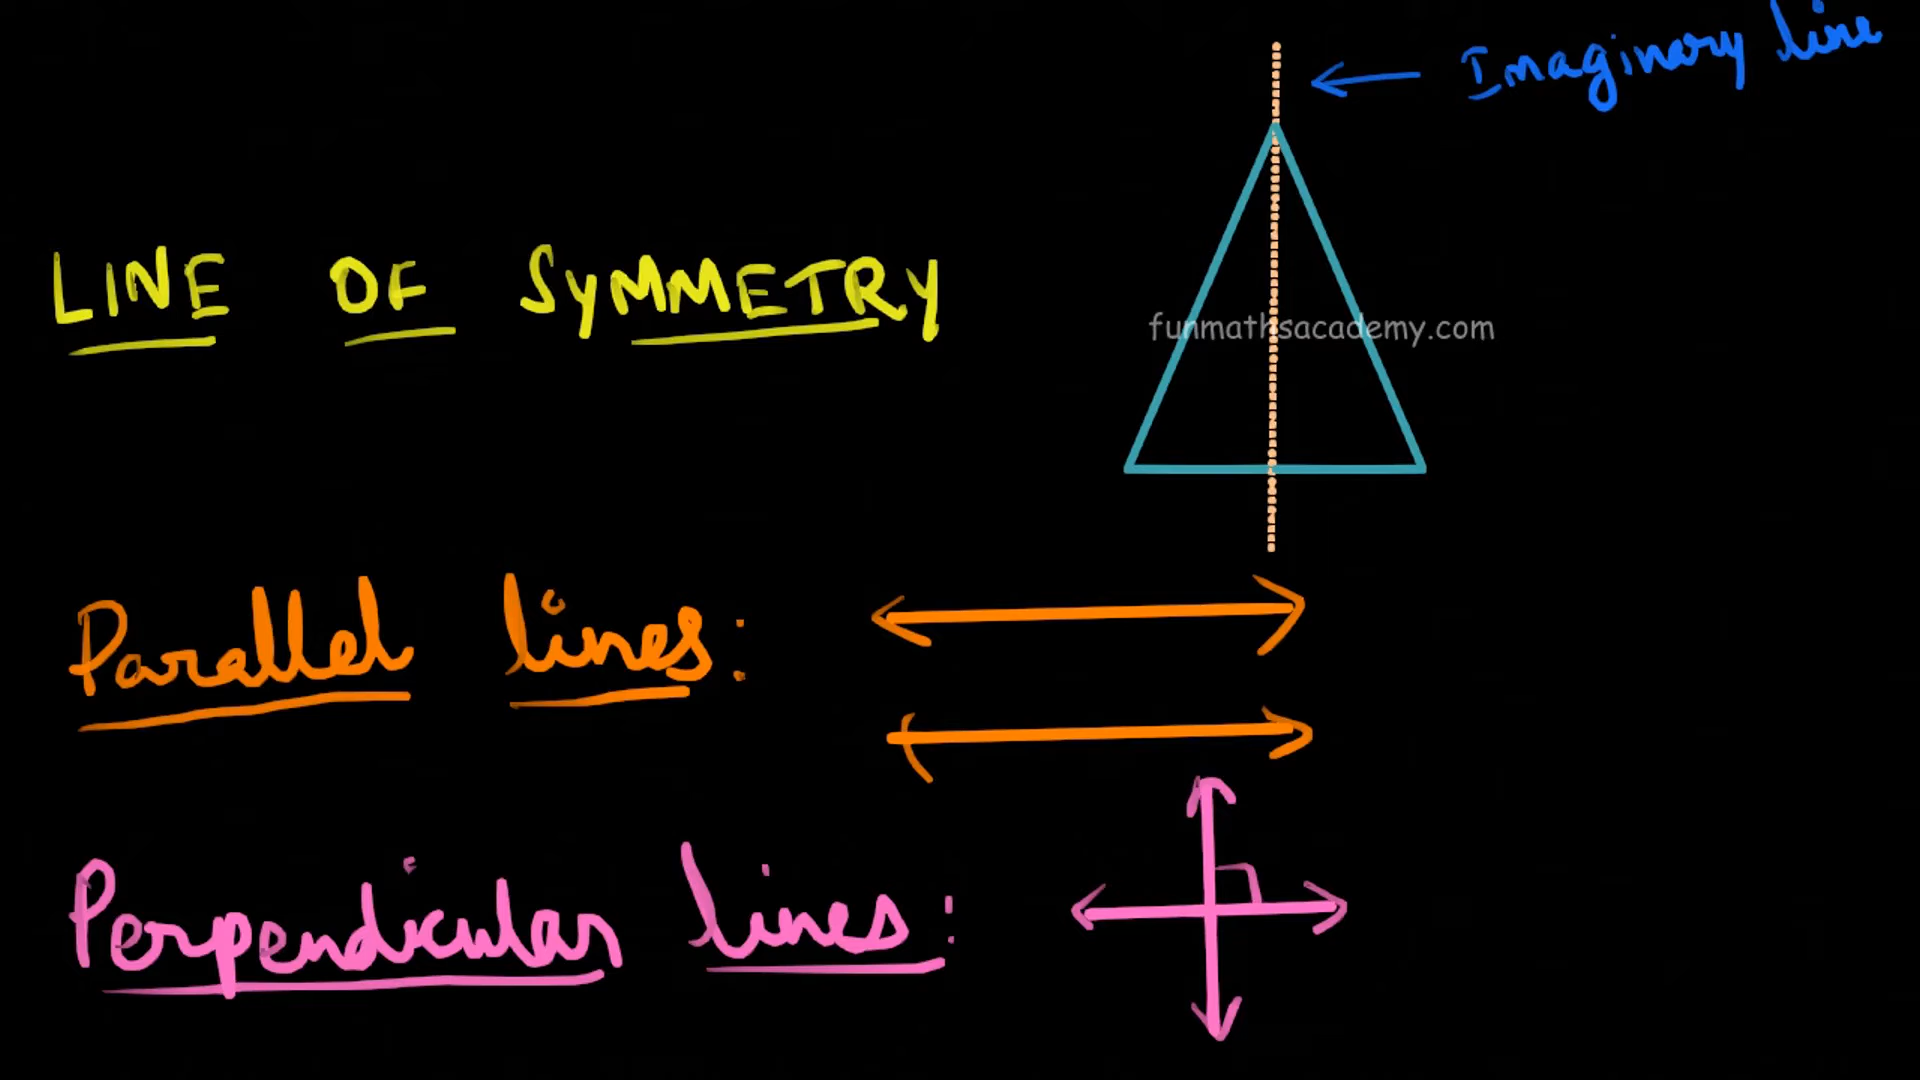 Imaginary line
LINE OF SYMMETRY
funmathsacademy.com
Parallel lines:
Perpendicular lines: